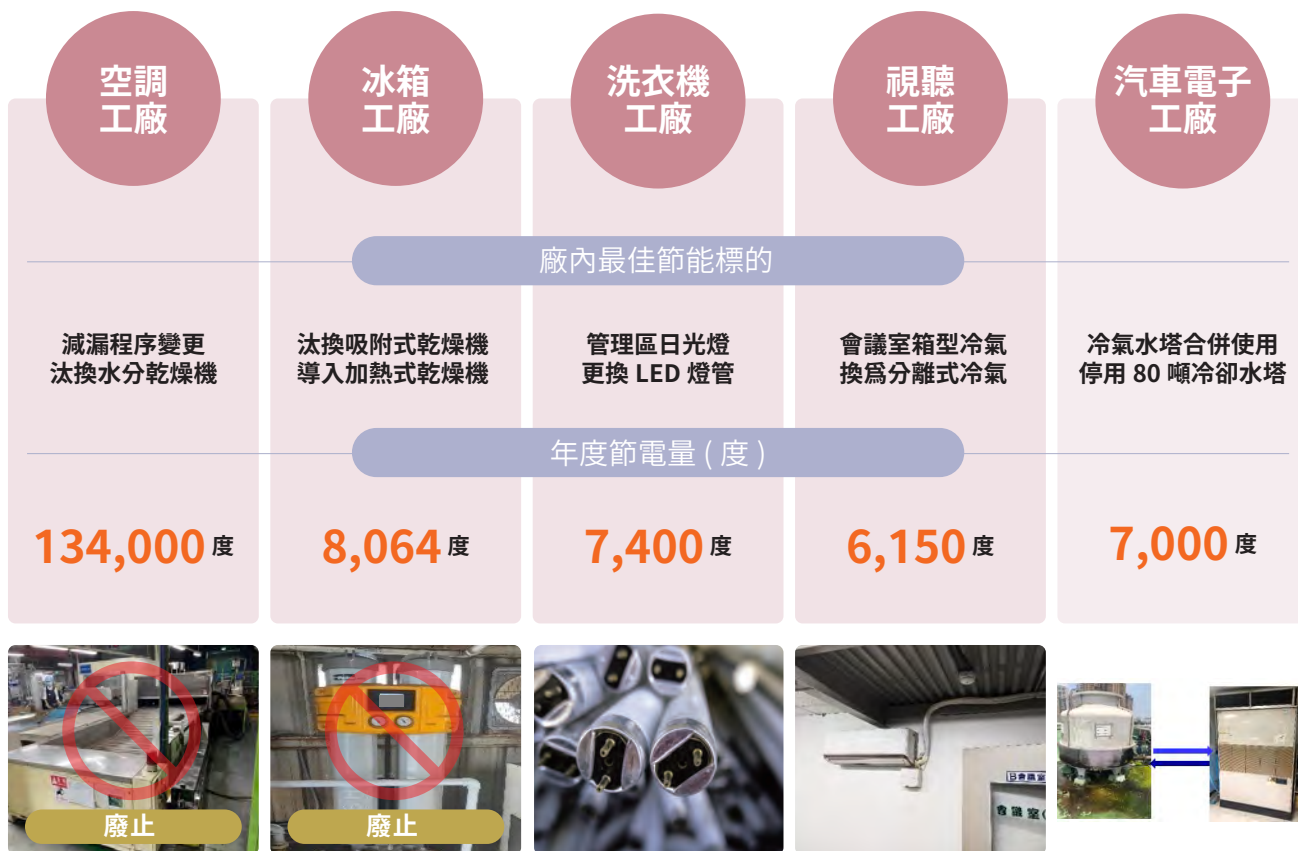 空調
工廠
冰箱
工廠
洗衣機
工廠
視聽
工廠
汽車電子
工廠
廠內最佳節能標的
減漏程序變更
汰換水分乾燥機
汰換吸附式乾燥機
導入加熱式乾燥機
管理區日光燈
更換 LED 燈管
會議室箱型冷氣
換爲分離式冷氣
冷氣水塔合併使用
停用 80 噸冷卻水塔
年度節電量 ( 度 )
134,000 度
8,064 度
7,400 度
6,150 度
7,000 度
廢止
廢止
B會議室
會議室(